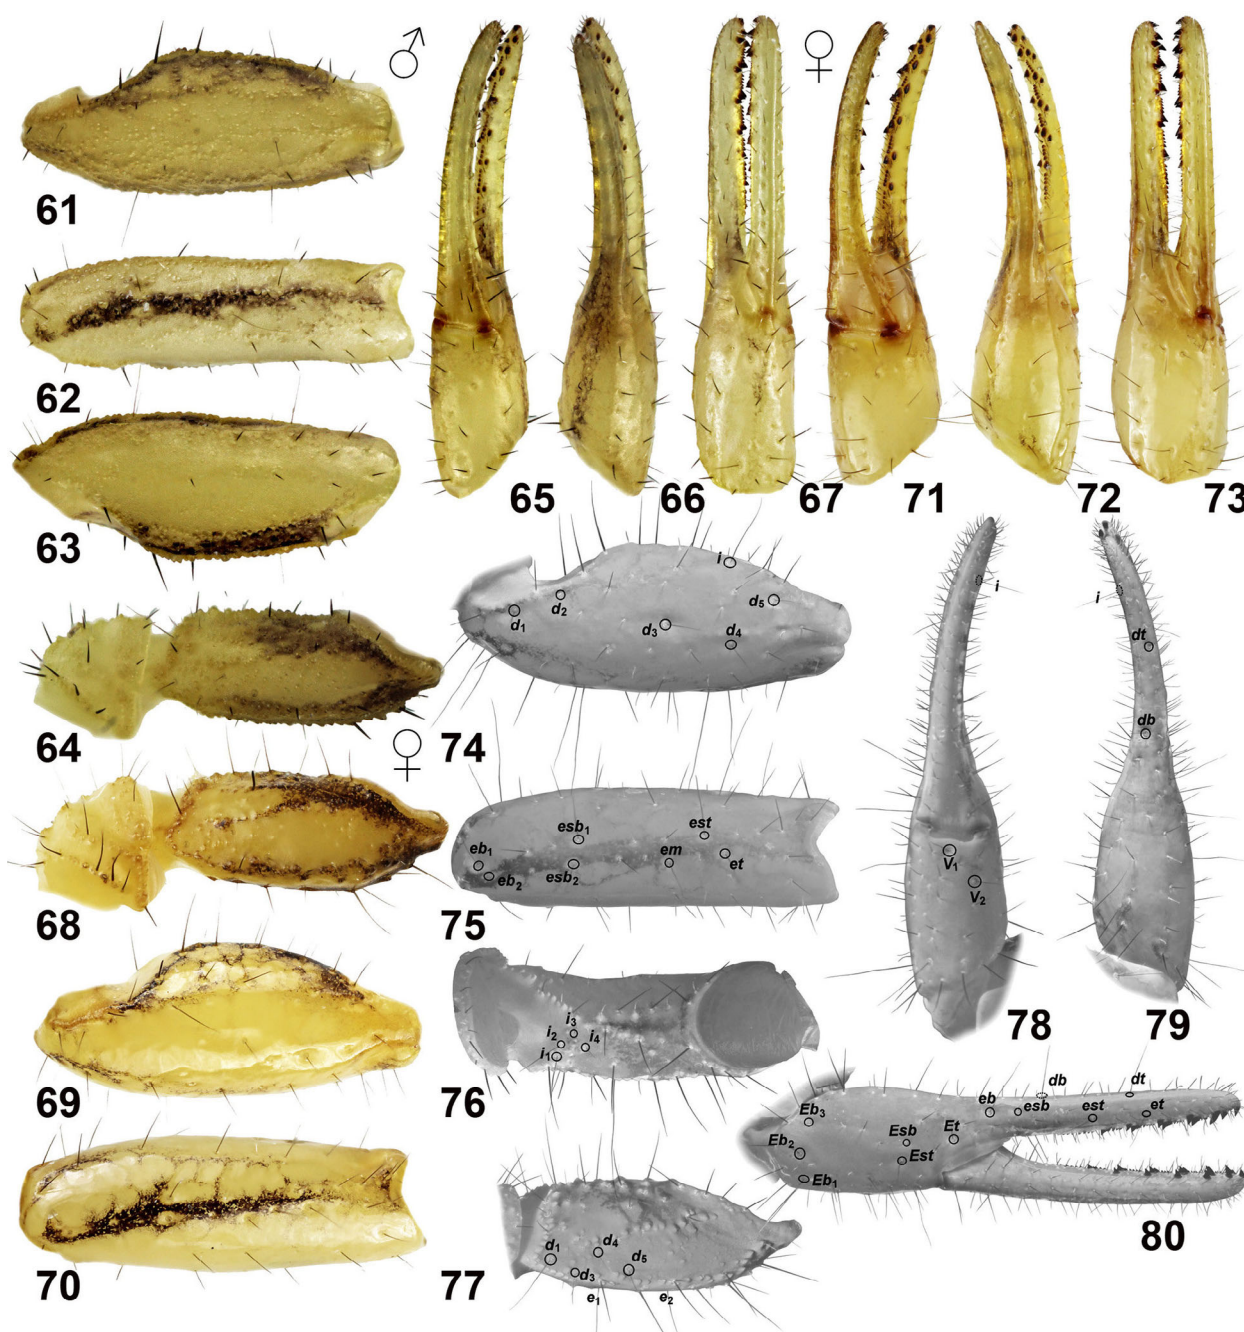 ♂
♀
61
62
63
64
♀
68
69
70
65
66
67
71
72
73
i
d2
d1
d3
d4
d5
74
esb1
est
eb1
eb2
esb2
em
et
75
i3
i2
i4
i1
76
d1
d4
d3
d5
e1
e2
77
i
V1
V2
78
i
dt
db
79
db
dt
eb
esb
est
et
Eb3
Esb
Et
Eb2
Est
Eb1
80